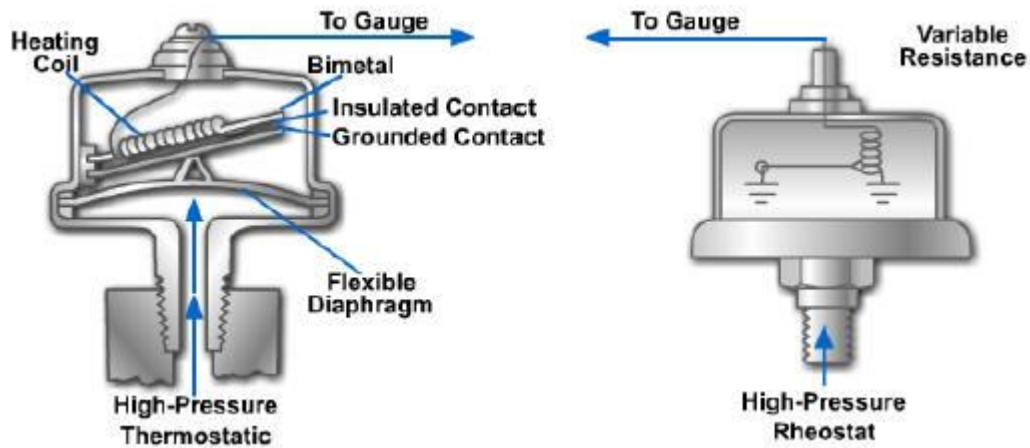 To Gauge
Heating
Coil
Bimetal
Insulated Contact
Grounded Contact
Flexible
Diaphragm
High-Pressure
Thermostatic
To Gauge
Variable
Resistance
High-Pressure
Rheostat